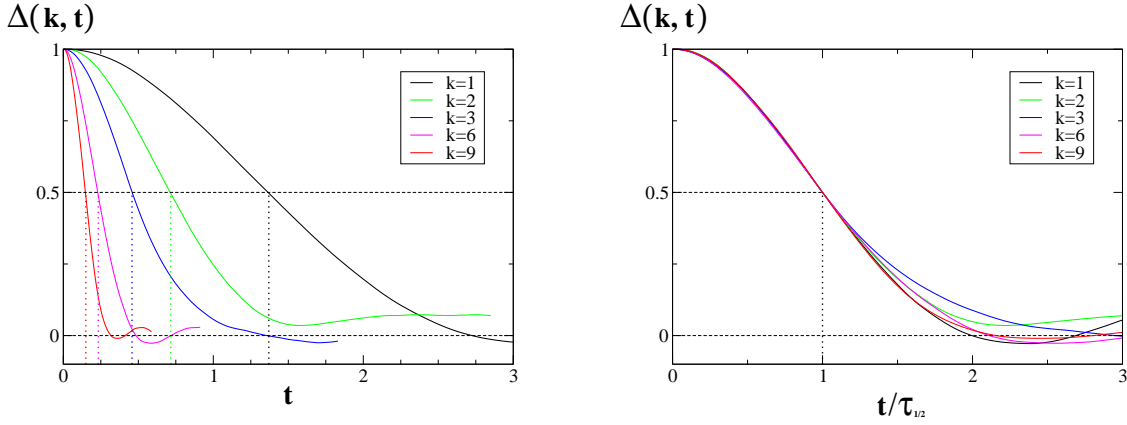 Δ(k, t)
1
0.5
0
0
1
2
3
t
k=1
k=2
k=3
k=6
k=9
Δ(k, t)
1
0.5
0
0
1
2
3
t/τ1/2
k=1
k=2
k=3
k=6
k=9